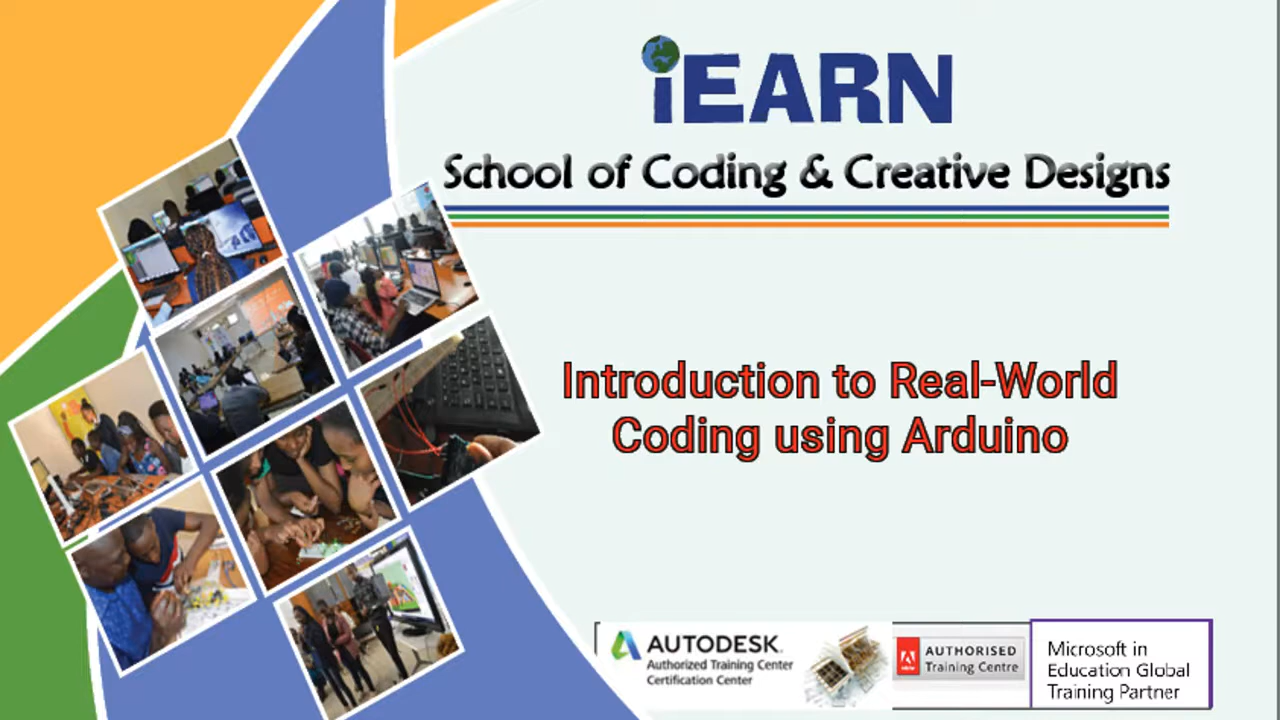 iEARN
School of Coding & Creative Designs
Introduction to Real-World
Coding using Arduino
AUTODESK
Authorized Training Center
Certification Center
AUTHORISED
Training Centre
Microsoft in
Education Global
Training Partner